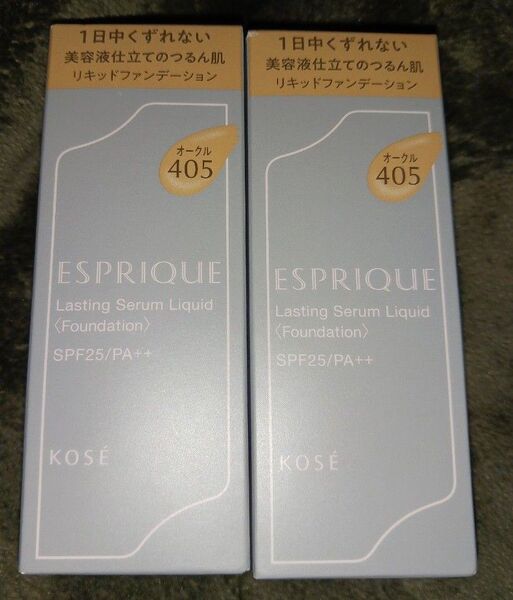 1日中くずれない
美容液仕立てのつるん肌
リキッドファンデーション
オークル
405
ESPRIQUE
Lasting Serum Liquid
〈Foundation〉
SPF25/PA++
KOSÉ
1日中くずれない
美容液仕立てのつるん肌
リキッドファンデーション
オークル
405
ESPRIQUE
Lasting Serum Liquid
〈Foundation〉
SPF25/PA++
KOSÉ